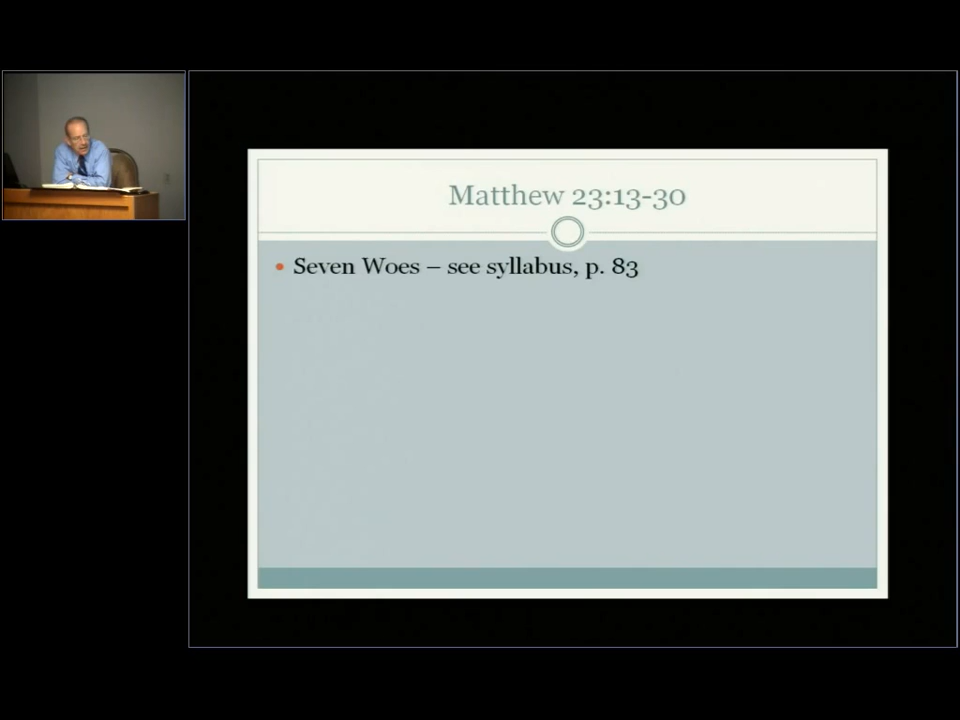 Matthew 23:13-30
• Seven Woes – see syllabus, p. 83